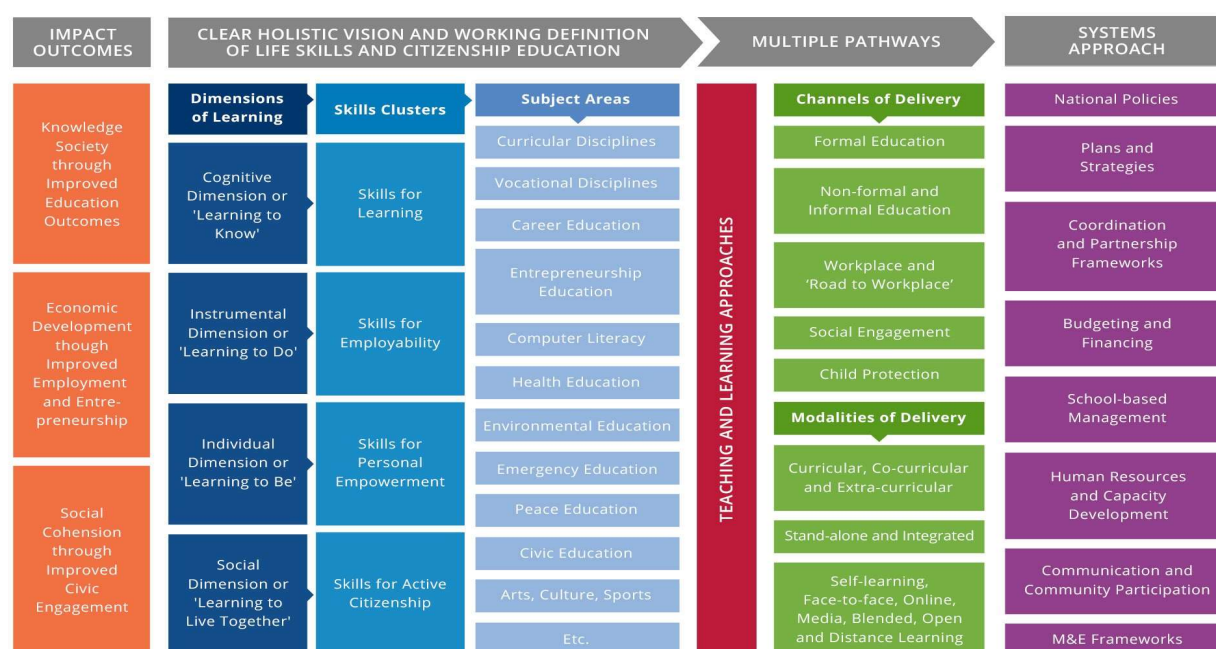 IMPACT
OUTCOMES
CLEAR HOLISTIC VISION AND WORKING DEFINITION
OF LIFE SKILLS AND CITIZENSHIP EDUCATION
MULTIPLE PATHWAYS
SYSTEMS
APPROACH
Knowledge
Society
through
Improved
Education
Outcomes
Economic
Development
though
Improved
Employment
and Entre-
preneurship
Social
Cohension
through
Improved
Civic
Engagement
Dimensions
of Learning
Cognitive
Dimension or
'Learning to
Know'
Instrumental
Dimension or
'Learning to Do'
Individual
Dimension or
'Learning to Be'
Social
Dimension or
'Learning to
Live Together'
Skills Clusters
Skills for
Learning
Skills for
Employability
Skills for
Personal
Empowerment
Skills for Active
Citizenship
Subject Areas
Curricular Disciplines
Vocational Disciplines
Career Education
Entrepreneurship
Education
Computer Literacy
Health Education
Environmental Education
Emergency Education
Peace Education
Civic Education
Arts, Culture, Sports
Etc.
TEACHING AND LEARNING APPROACHES
Channels of Delivery
Formal Education
Non-formal and
Informal Education
Workplace and
‘Road to Workplace’
Social Engagement
Child Protection
Modalities of Delivery
Curricular, Co-curricular
and Extra-curricular
Stand-alone and Integrated
Self-learning,
Face-to-face, Online,
Media, Blended, Open
and Distance Learning
National Policies
Plans and
Strategies
Coordination
and Partnership
Frameworks
Budgeting and
Financing
School-based
Management
Human Resources
and Capacity
Development
Communication and
Community Participation
M&E Frameworks